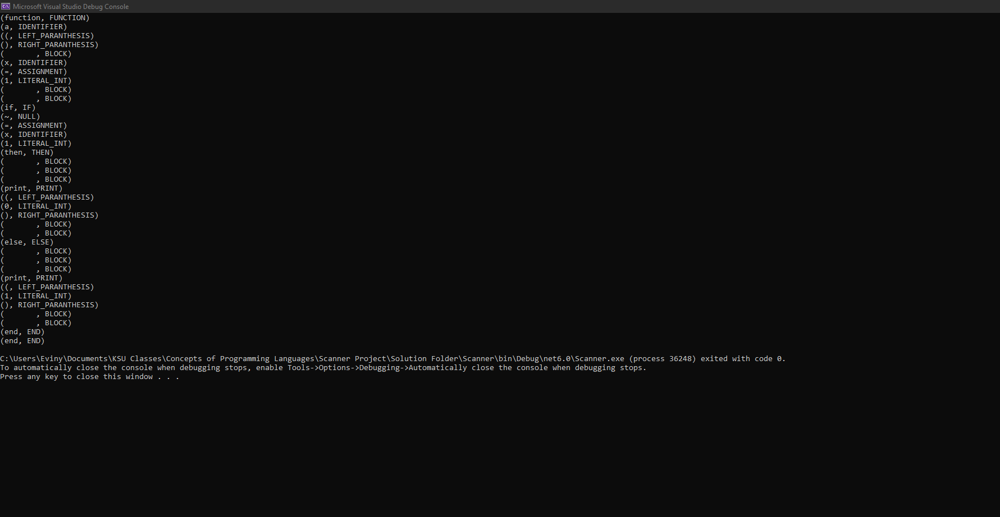 Microsoft Visual Studio Debug Console
(function, FUNCTION)
(a, IDENTIFIER)
((, LEFT_PARANTHESIS)
(), RIGHT_PARANTHESIS)
(       , BLOCK)
(x, IDENTIFIER)
(=, ASSIGNMENT)
(1, LITERAL_INT)
(       , BLOCK)
(       , BLOCK)
(if, IF)
(~, NULL)
(=, ASSIGNMENT)
(x, IDENTIFIER)
(1, LITERAL_INT)
(then, THEN)
(       , BLOCK)
(       , BLOCK)
(       , BLOCK)
(print, PRINT)
((, LEFT_PARANTHESIS)
(0, LITERAL_INT)
(), RIGHT_PARANTHESIS)
(       , BLOCK)
(       , BLOCK)
(else, ELSE)
(       , BLOCK)
(       , BLOCK)
(       , BLOCK)
(print, PRINT)
((, LEFT_PARANTHESIS)
(1, LITERAL_INT)
(), RIGHT_PARANTHESIS)
(       , BLOCK)
(       , BLOCK)
(end, END)
(end, END)
C:\Users\Eviny\Documents\KSU Classes\Concepts of Programming Languages\Scanner Project\Solution Folder\Scanner\bin\Debug\net6.0\Scanner.exe (process 36248) exited with code 0.
To automatically close the console when debugging stops, enable Tools->Options->Debugging->Automatically close the console when debugging stops.
Press any key to close this window . . .